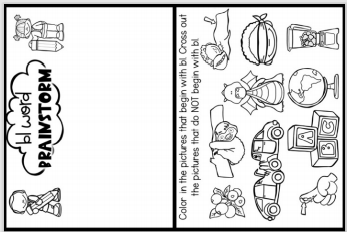 bl word
BRAINSTORM
Color in the pictures that begin with bl. Cross out
the pictures that do NOT begin with bl.
A
B
G